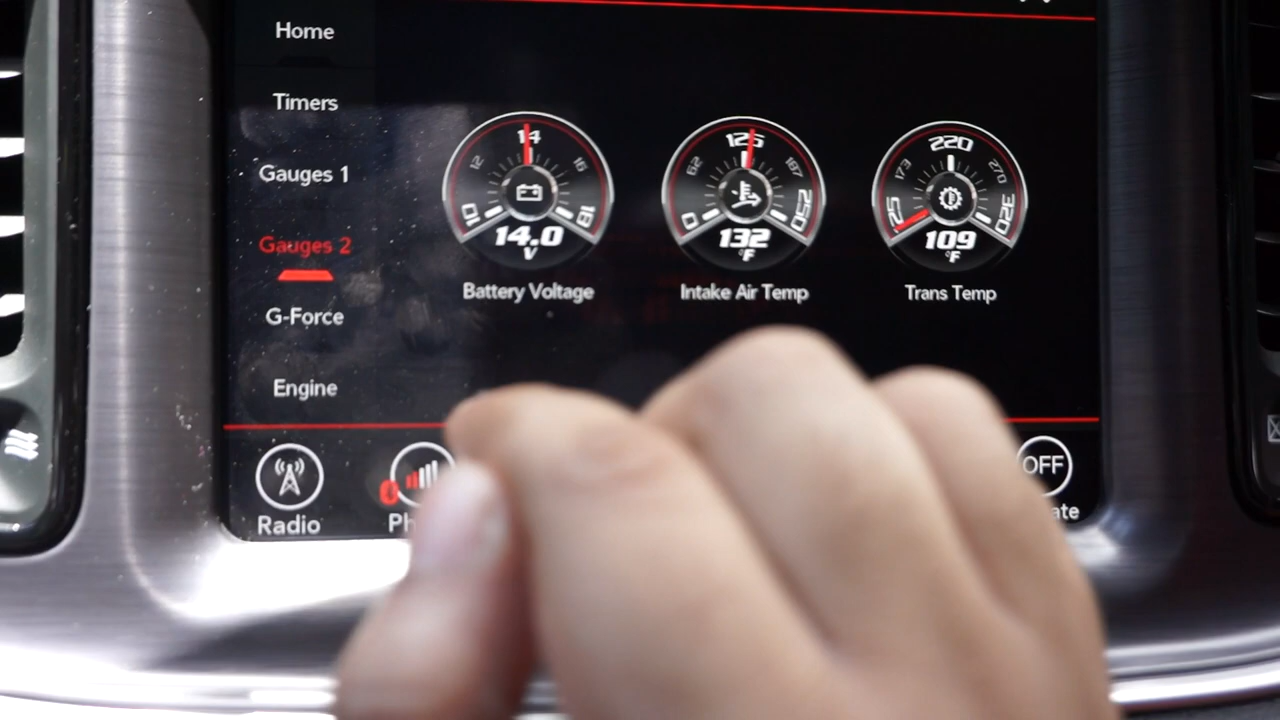 Home
Timers
Gauges 1
Gauges 2
G-Force
Engine
12 14 16
10 18
14.0
V
Battery Voltage
62 125 187
0 250
132
°F
Intake Air Temp
173 220 270
320
109
°F
Trans Temp
Radio
OFF